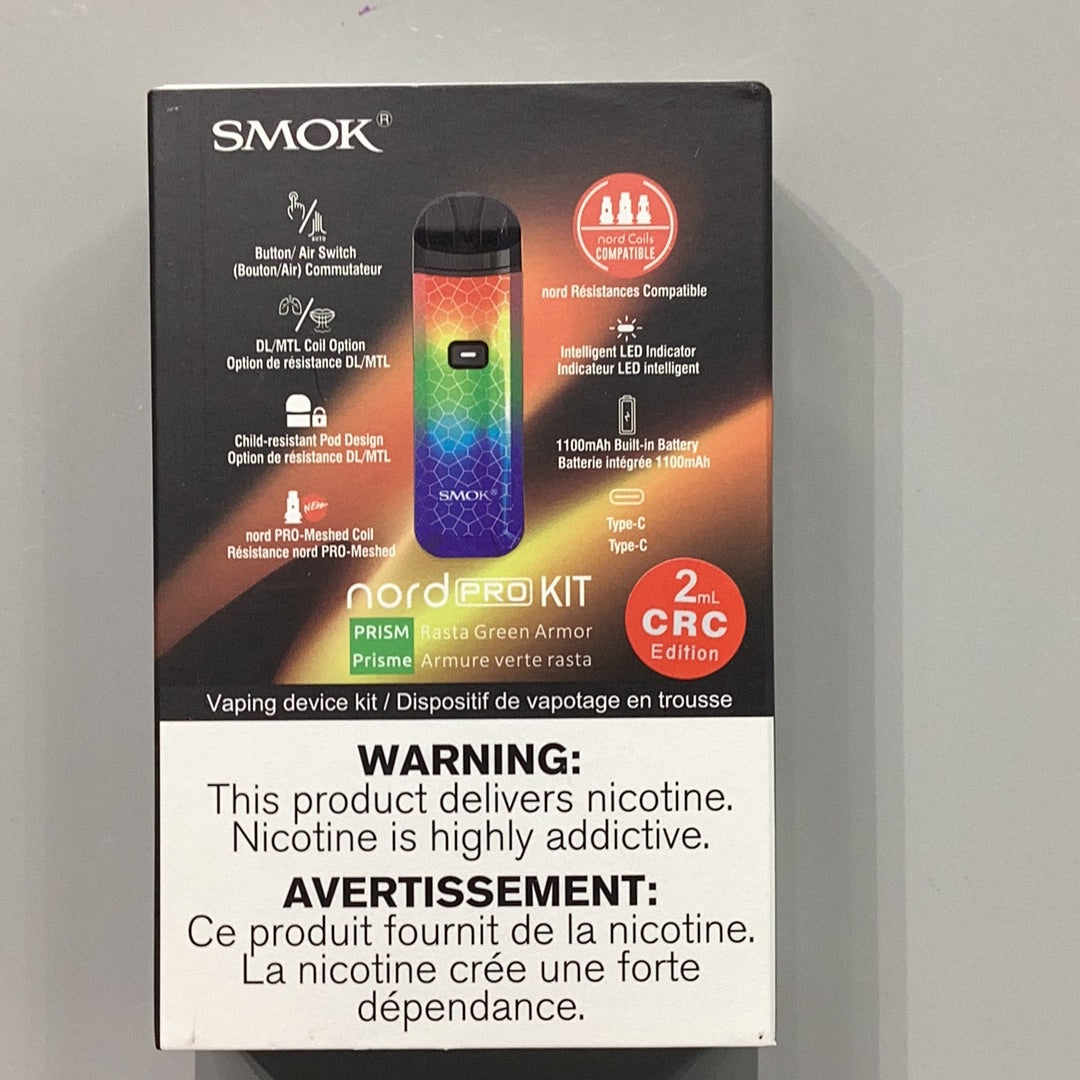 SMOK®
Button/ Air Switch
(Bouton/Air) Commutateur
AUTO
DL/MTL Coil Option
Option de résistance DL/MTL
Child-resistant Pod Design
Option de résistance DL/MTL
NEW
nord PRO-Meshed Coil
Résistance nord PRO-Meshed
SMOK®
nord Coils
COMPATIBLE
nord Résistances Compatible
Intelligent LED Indicator
Indicateur LED intelligent
1100mAh Built-in Battery
Batterie intégrée 1100mAh
Type-C
Type-C
nord PRO KIT
PRISM Rasta Green Armor
Prisme Armure verte rasta
2mL
CRC
Edition
Vaping device kit / Dispositif de vapotage en trousse
WARNING:
This product delivers nicotine.
Nicotine is highly addictive.
AVERTISSEMENT:
Ce produit fournit de la nicotine.
La nicotine crée une forte
dépendance.